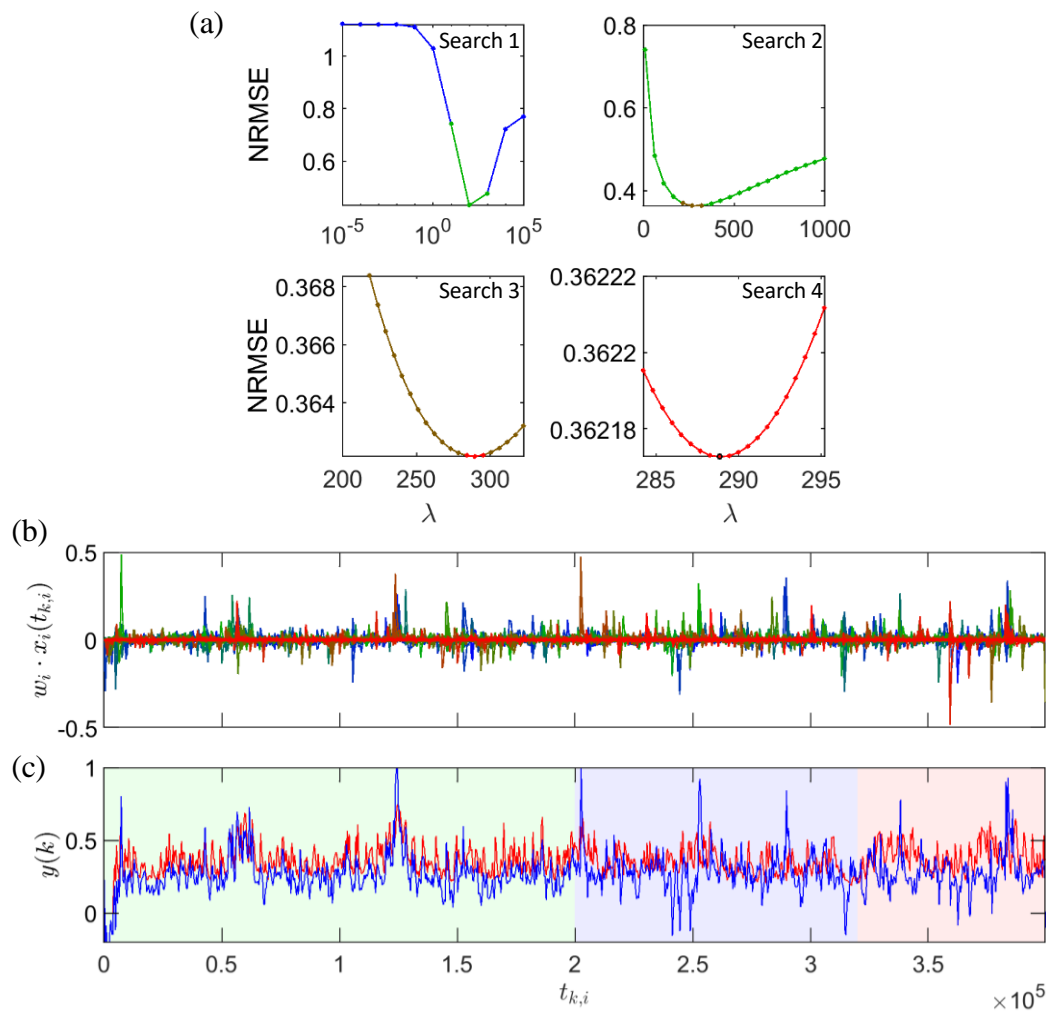 (a)
Search 1
Search 2
NRMSE
1
0.8
0.6
0.8
0.6
0.4
10^-5
10^0
10^5
0
500
1000
Search 3
Search 4
NRMSE
0.368
0.366
0.364
0.36222
0.3622
0.36218
200
250
300
285
290
295
λ
λ
(b)
w_i · x_i(t_{k,i})
0.5
0
-0.5
(c)
y(k)
1
0.5
0
0
0.5
1
1.5
2
2.5
3
3.5
t_{k,i}
×10^5